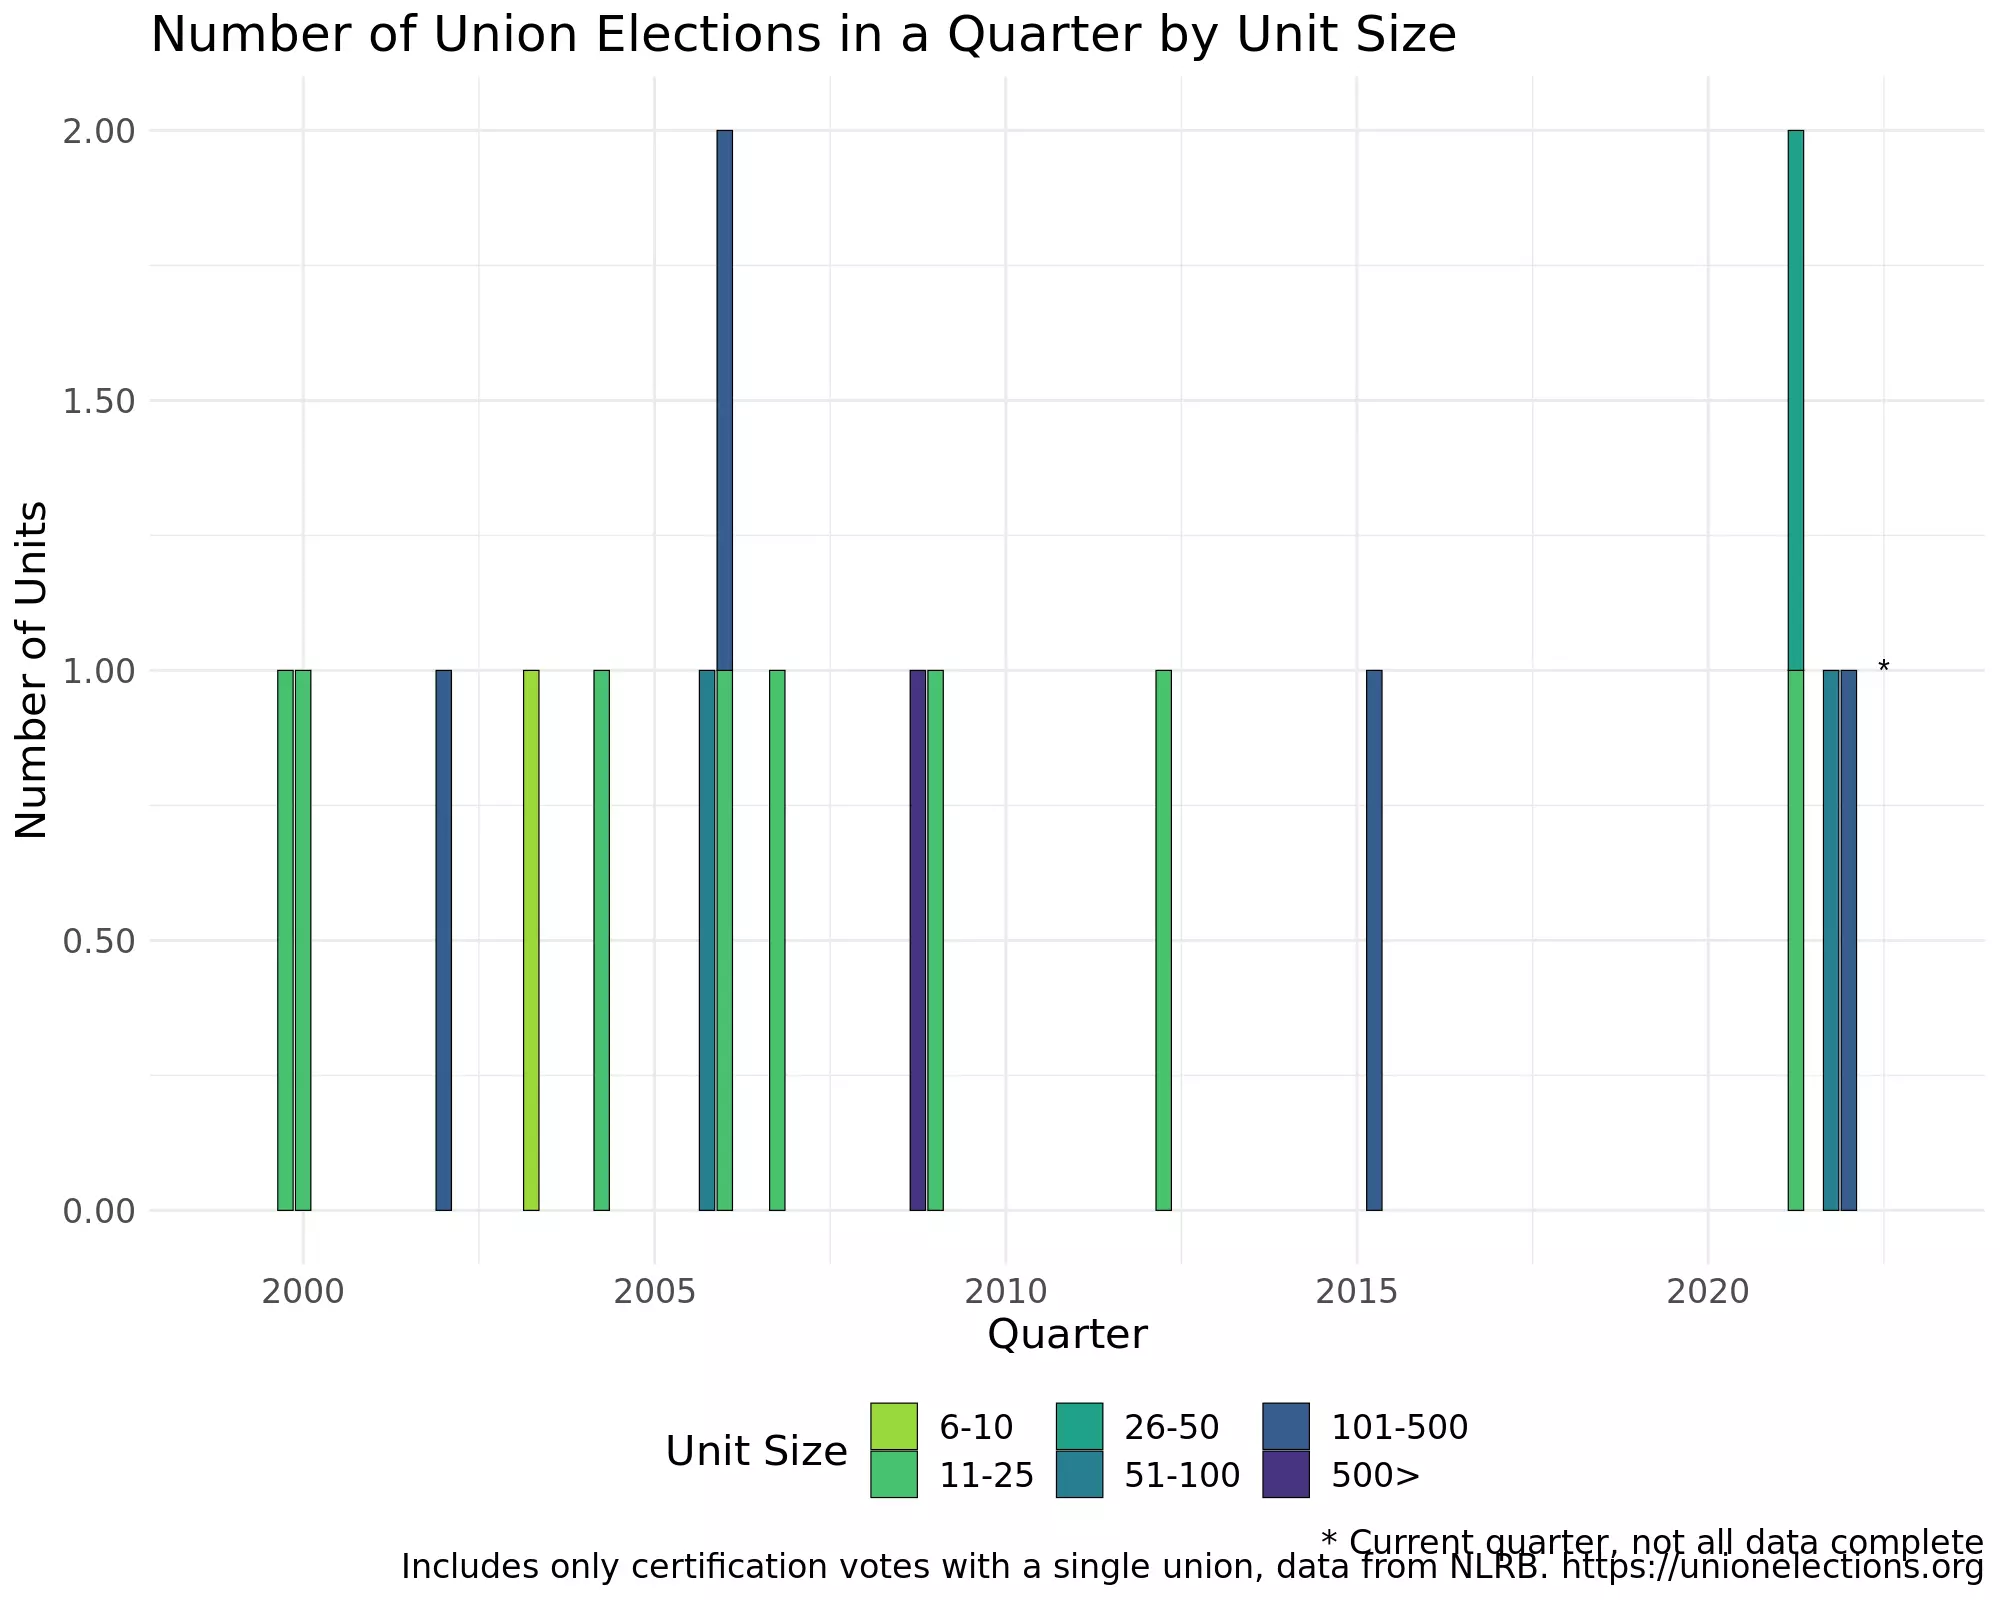 Number of Union Elections in a Quarter by Unit Size
Number of Units
2.00
1.50
1.00
0.50
0.00
*
2000 2005 2010 2015 2020
Quarter
Unit Size
6-10 26-50 101-500
11-25 51-100 500>
* Current quarter, not all data complete
Includes only certification votes with a single union, data from NLRB. https://unionelections.org